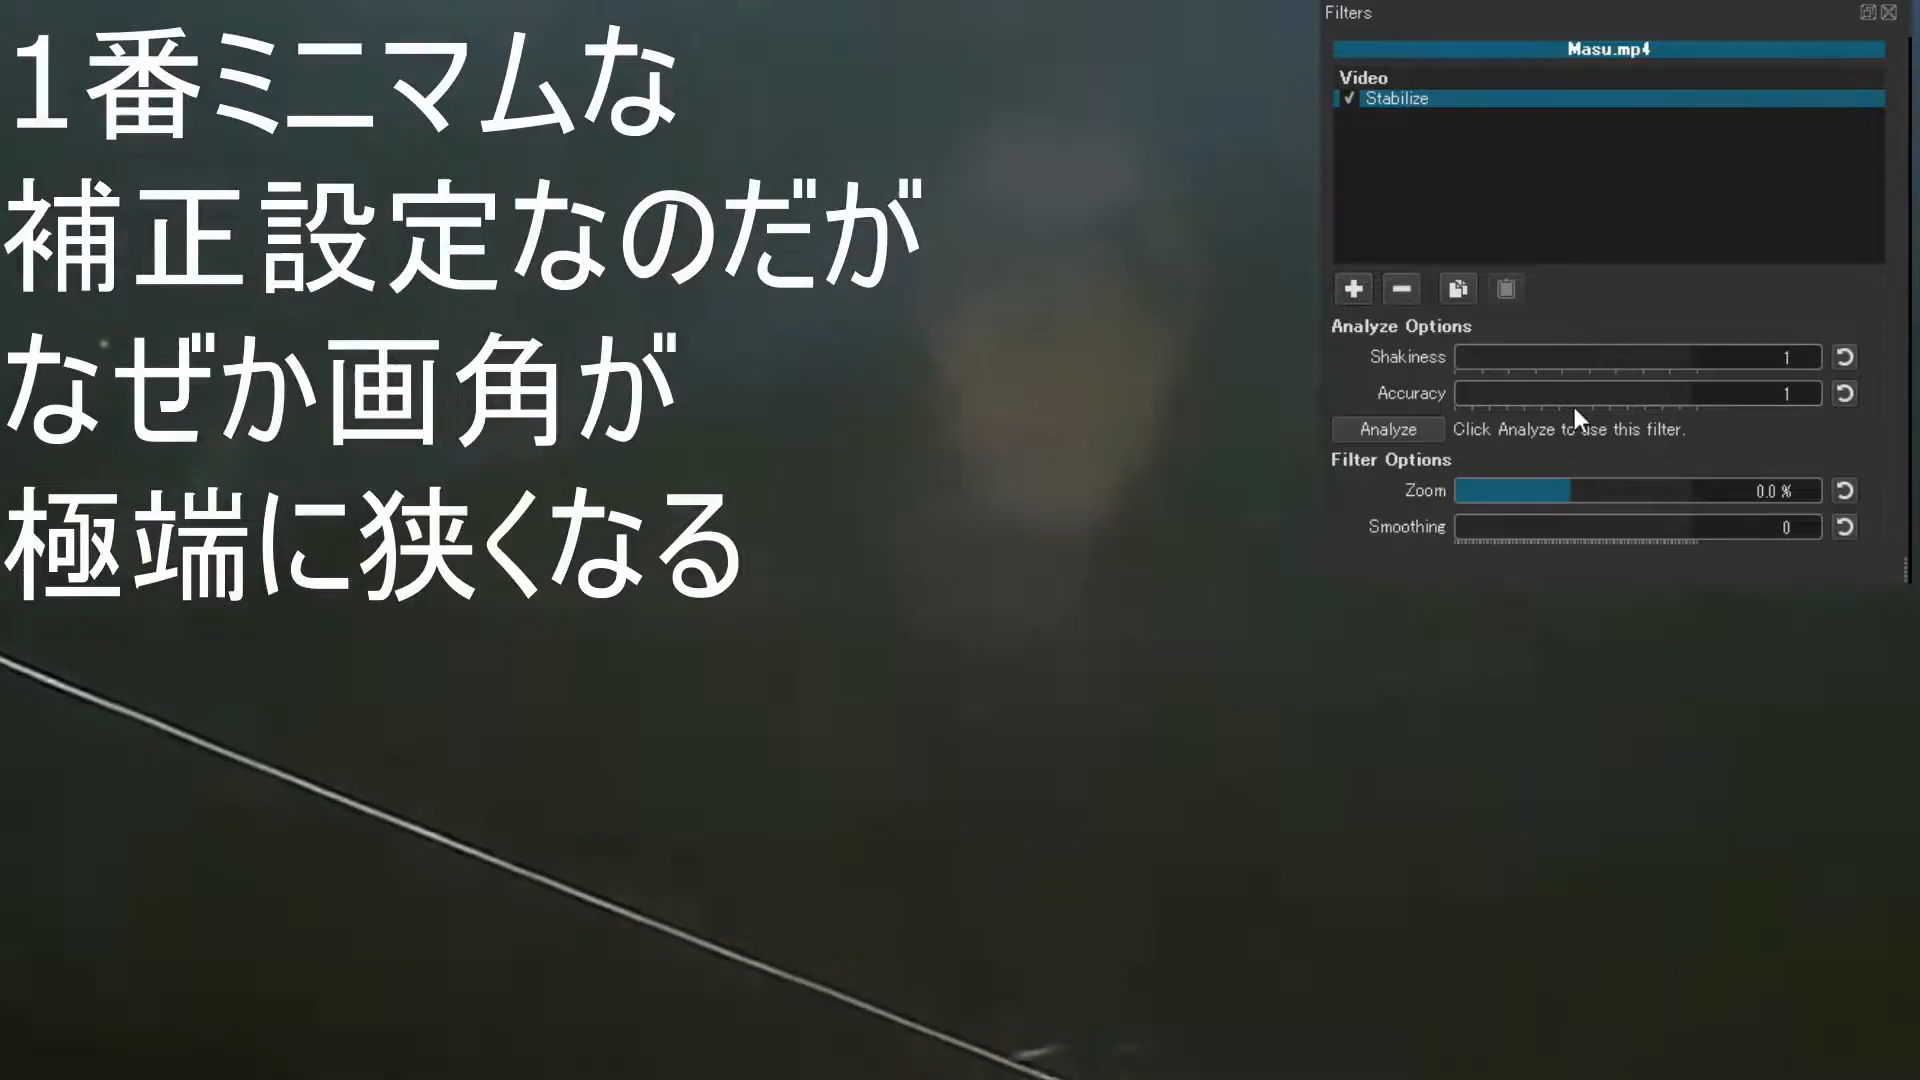 1番ミニマムな
補正設定なのだが
なぜか画角が
極端に狭くなる
Filters
Masu.mp4
Video
✓ Stabilize
Analyze Options
Shakiness 1
Accuracy 1
Analyze Click Analyze to use this filter.
Filter Options
Zoom 0.0 %
Smoothing 0